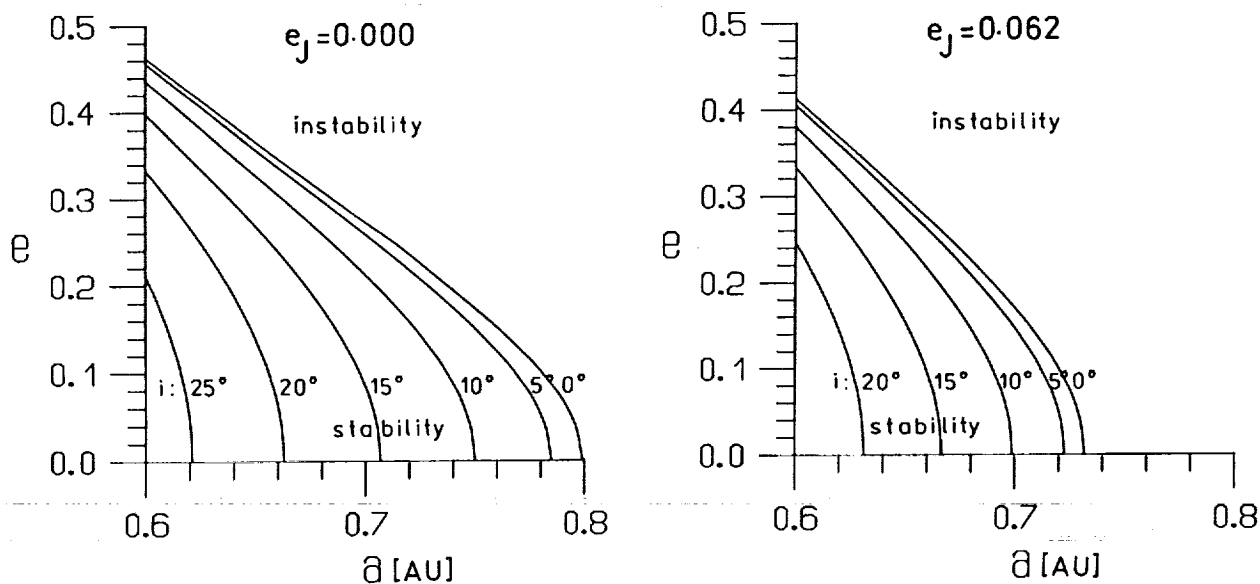 e_J=0.000
instability
0.5
0.4
0.3
0.2
0.1
0.0
e
i: 25° 20° 15° 10° 5° 0°
stability
0.6 0.7 0.8
a [AU]
e_J=0.062
instability
0.5
0.4
0.3
0.2
0.1
0.0
e
i: 20° 15° 10° 5° 0°
stability
0.6 0.7 0.8
a [AU]